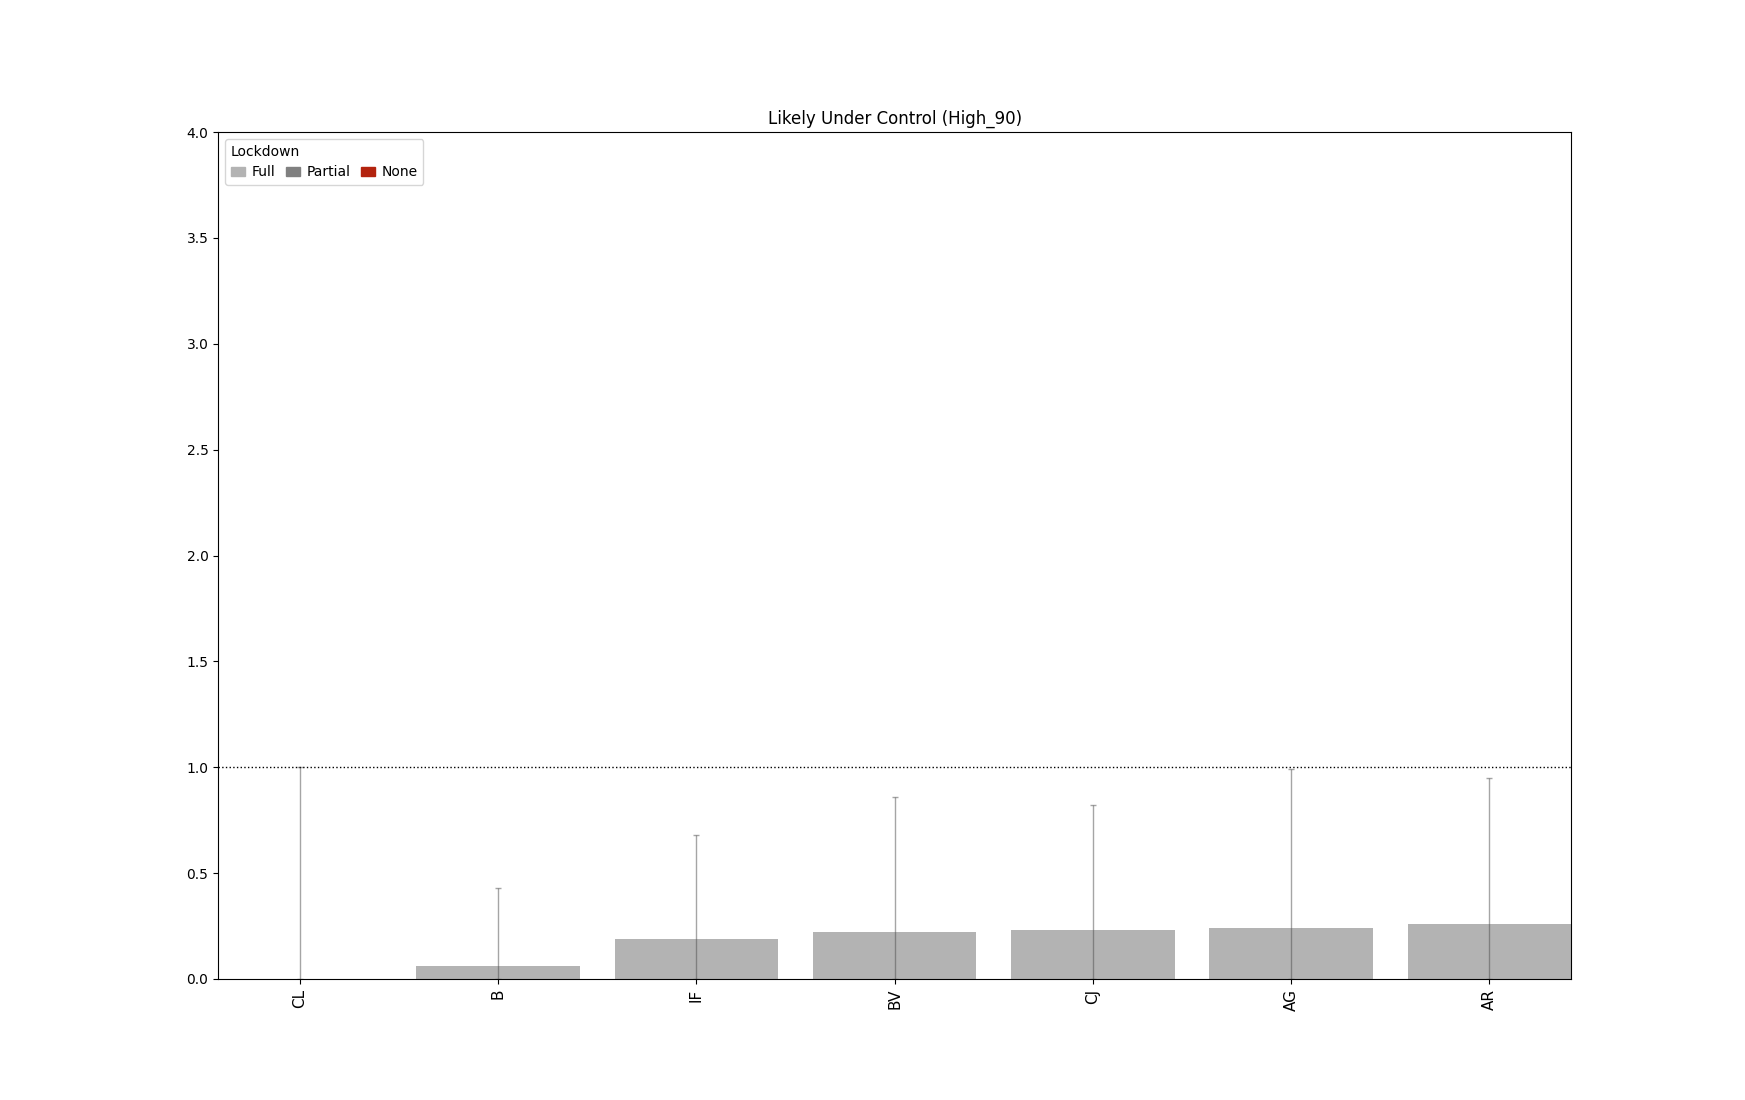 Likely Under Control (High_90)
4.0
Lockdown
Full Partial None
3.5
3.0
2.5
2.0
1.5
1.0
0.5
0.0
CL B IF BV CJ AG AR